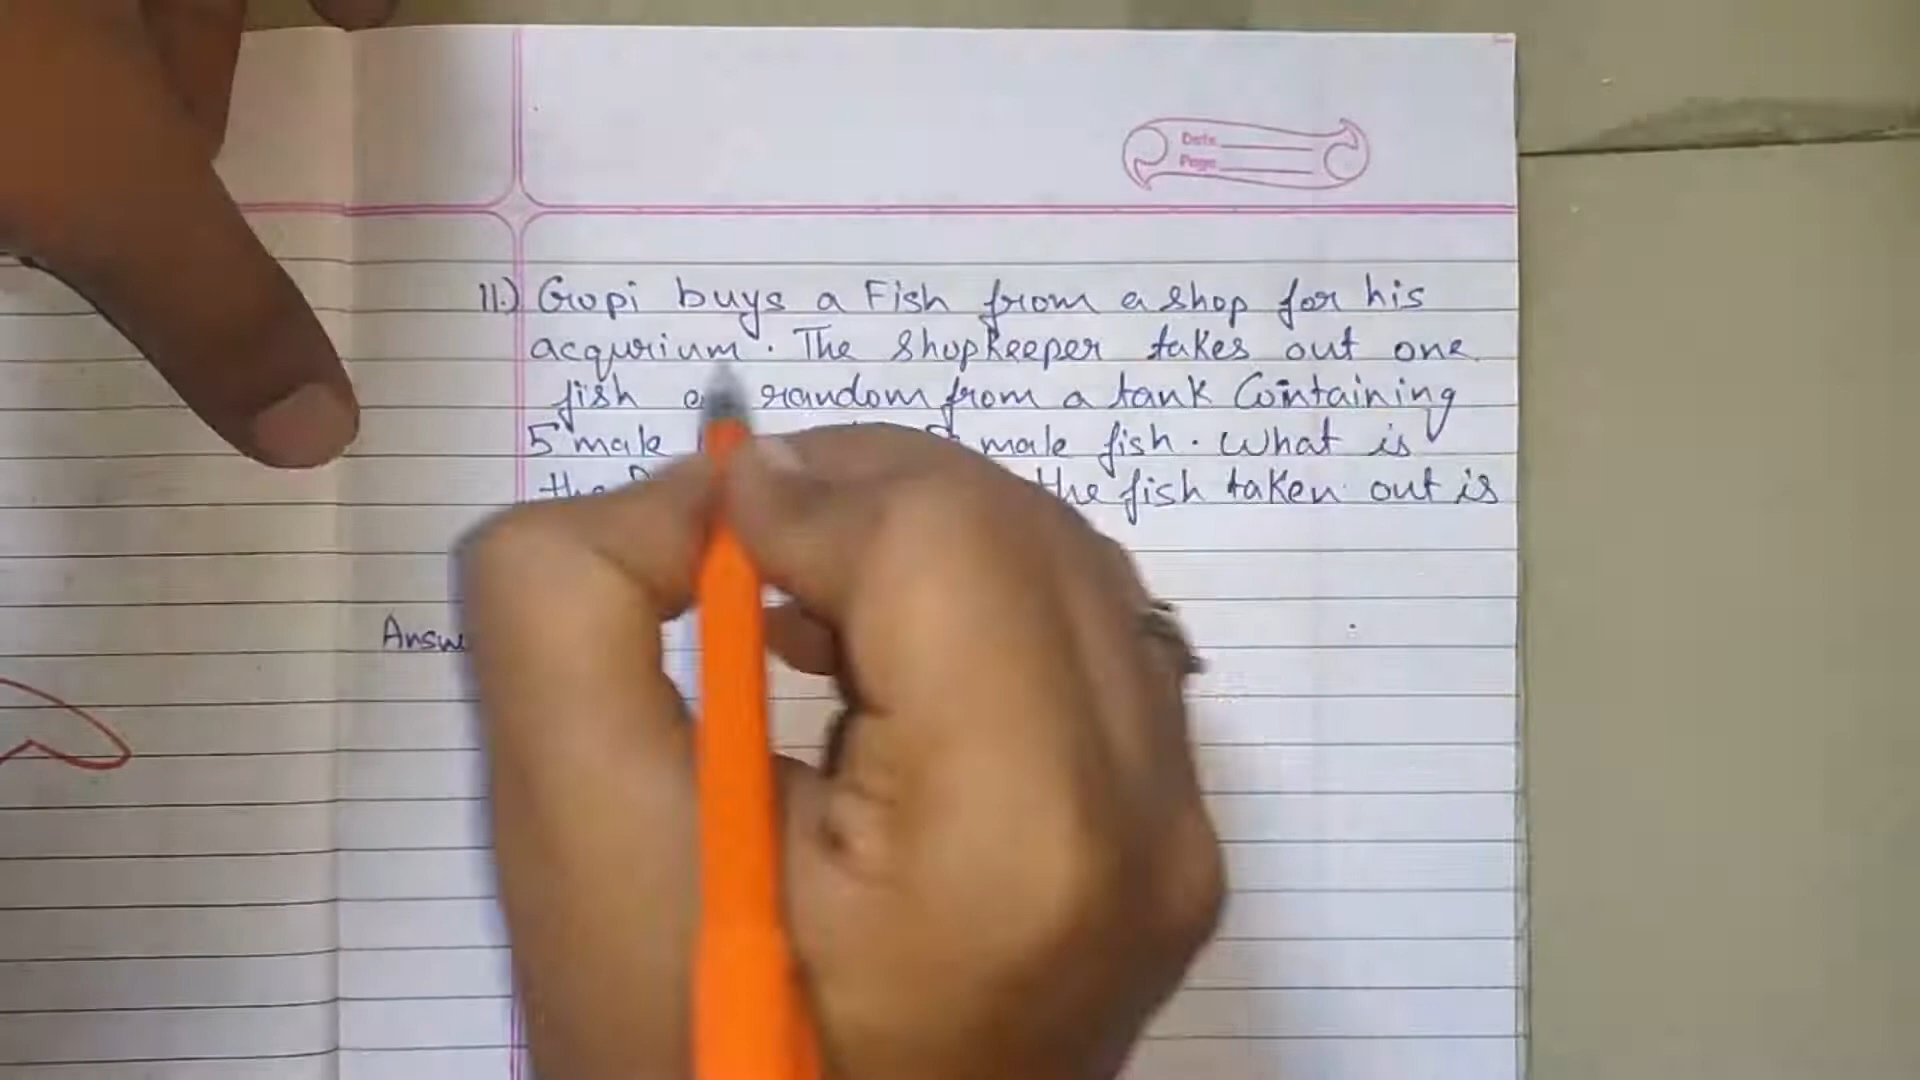 Date
Page
11.) Gopi buys a Fish from a shop for his
acqurium. The Shopkeeper takes out one
fish random from a tank Containing
5 male male fish. What is
the the fish taken out is
Answ